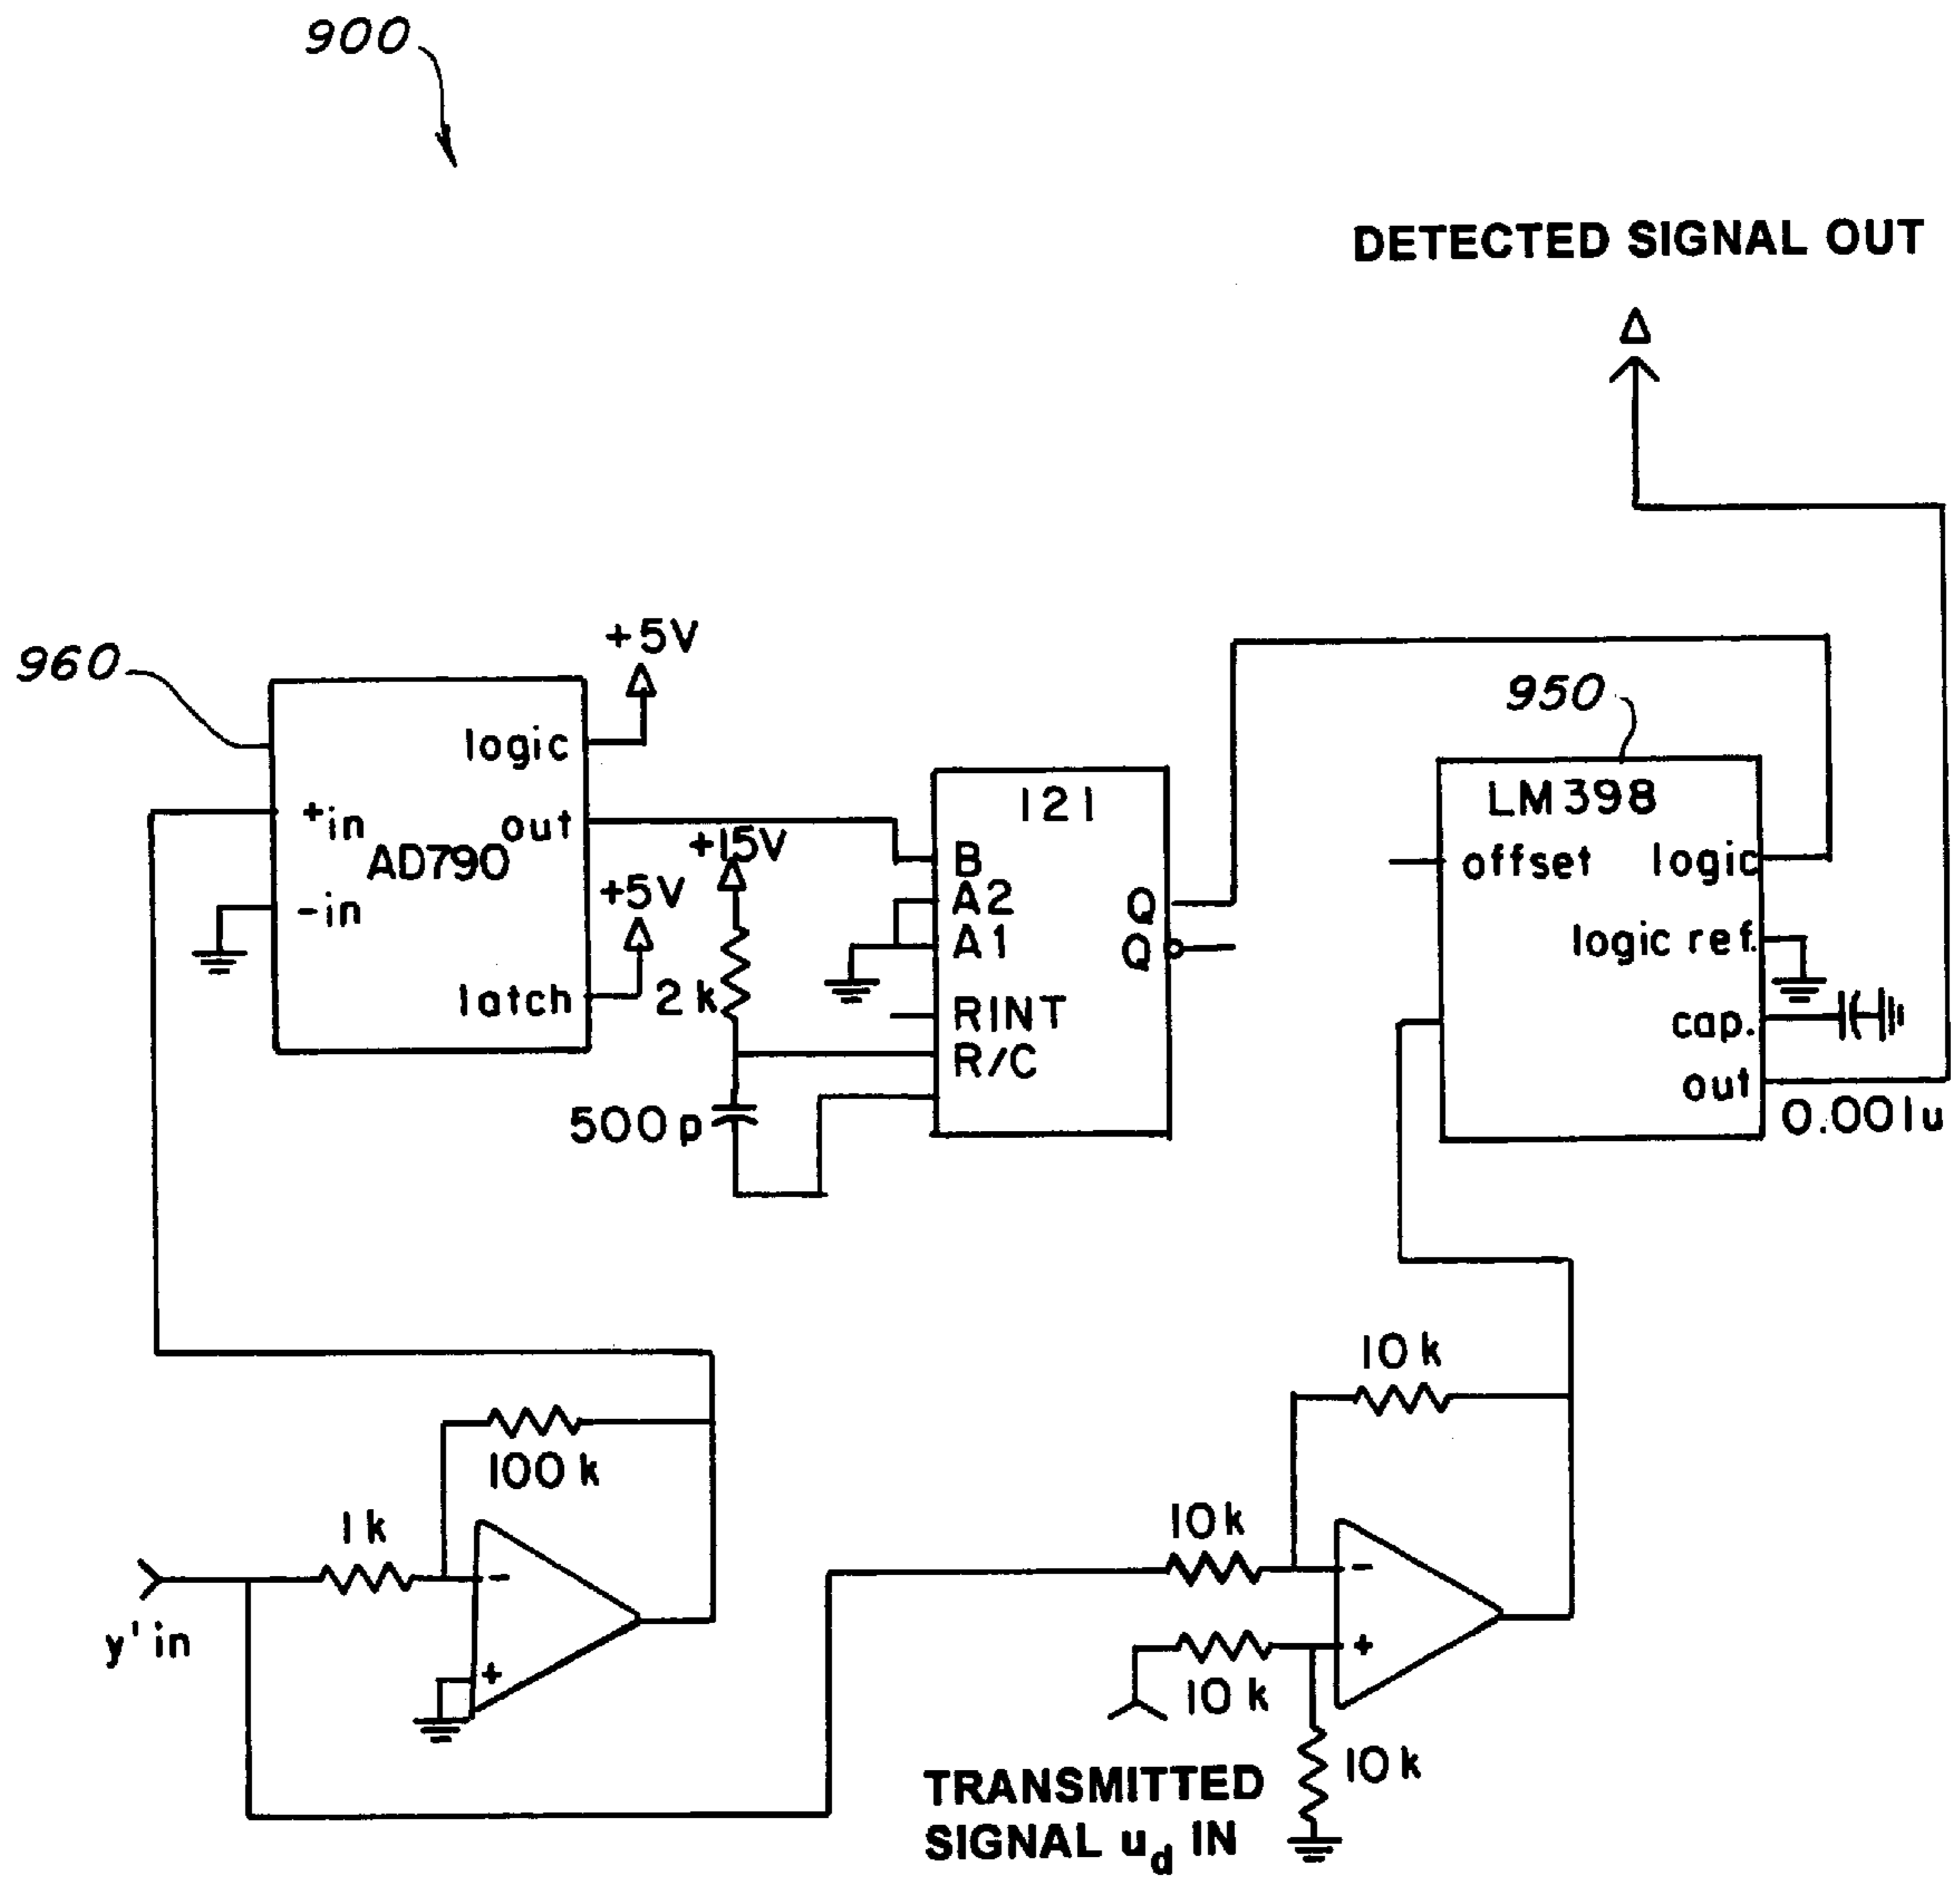 900
DETECTED SIGNAL OUT
960
+5V
950
logic
+in
out
AD790
-in
latch
+5V
+15V
2k
500p
121
B
A2
A1
RINT
R/C
Q
Q
LM398
offset
logic
logic ref.
cap.
out
0.001u
100k
1k
-
+
y'in
10k
10k
-
+
10k
10k
TRANSMITTED
SIGNAL ud IN